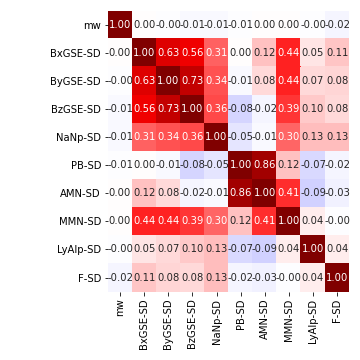 mw 1.00 0.00 -0.00 -0.01 -0.01 -0.01 0.00 0.00 -0.00 -0.02
BxGSE-SD -0.00 1.00 0.63 0.56 0.31 0.00 0.12 0.44 0.05 0.11
ByGSE-SD -0.00 0.63 1.00 0.73 0.34 -0.01 0.08 0.44 0.07 0.08
BzGSE-SD -0.01 0.56 0.73 1.00 0.36 -0.08 -0.02 0.39 0.10 0.08
NaNp-SD -0.01 0.31 0.34 0.36 1.00 -0.05 -0.01 0.30 0.13 0.13
PB-SD -0.01 0.00 -0.01 -0.08 -0.05 1.00 0.86 0.12 -0.07 -0.02
AMN-SD -0.00 0.12 0.08 -0.02 -0.01 0.86 1.00 0.41 -0.09 -0.03
MMN-SD -0.00 0.44 0.44 0.39 0.30 0.12 0.41 1.00 0.04 -0.00
LyAlp-SD -0.00 0.05 0.07 0.10 0.13 -0.07 -0.09 0.04 1.00 0.04
F-SD -0.02 0.11 0.08 0.08 0.13 -0.02 -0.03 -0.00 0.04 1.00
mw BxGSE-SD ByGSE-SD BzGSE-SD NaNp-SD PB-SD AMN-SD MMN-SD LyAlp-SD F-SD